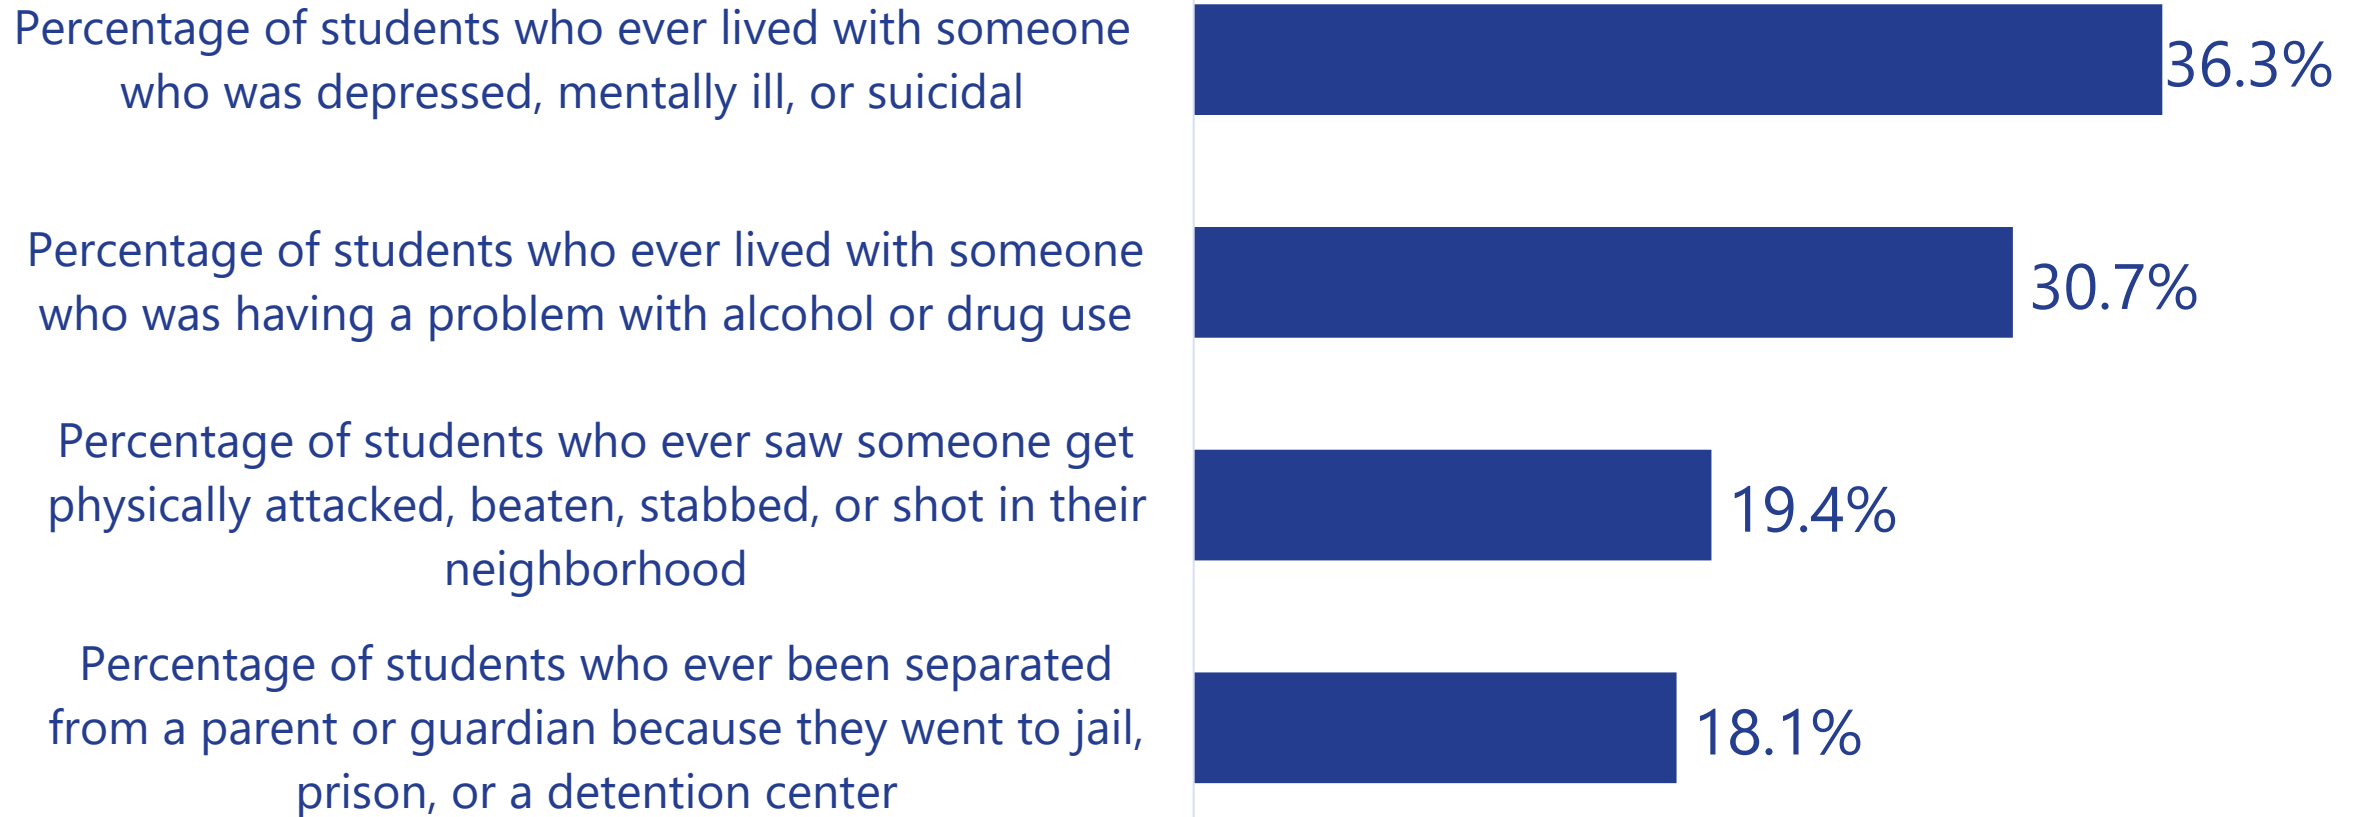 Percentage of students who ever lived with someone
who was depressed, mentally ill, or suicidal
36.3%
Percentage of students who ever lived with someone
who was having a problem with alcohol or drug use
30.7%
Percentage of students who ever saw someone get
physically attacked, beaten, stabbed, or shot in their
neighborhood
19.4%
Percentage of students who ever been separated
from a parent or guardian because they went to jail,
prison, or a detention center
18.1%